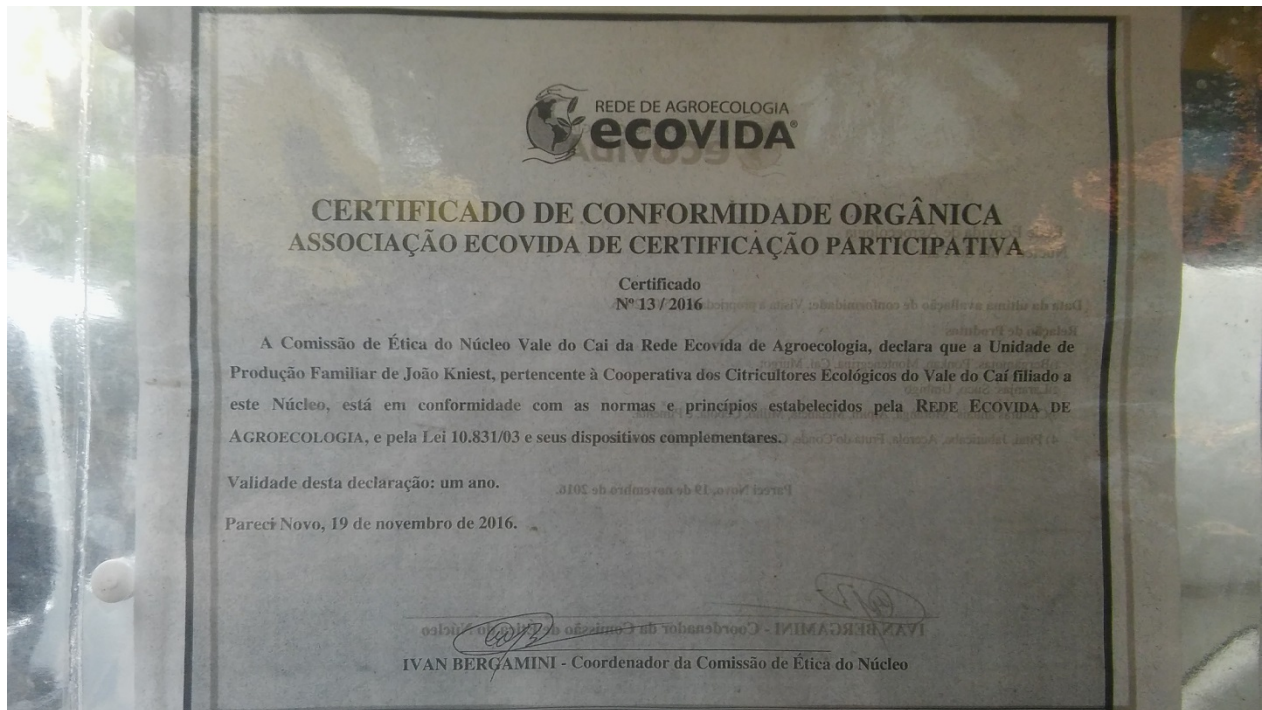 REDE DE AGROECOLOGIA
ecoVIDA®
CERTIFICADO DE CONFORMIDADE ORGÂNICA
ASSOCIAÇÃO ECOVIDA DE CERTIFICAÇÃO PARTICIPATIVA
Certificado
Nº 13 / 2016
A Comissão de Ética do Núcleo Vale do Cai da Rede Ecovida de Agroecologia, declara que a Unidade de
Produção Familiar de João Kniest, pertencente à Cooperativa dos Citricultores Ecológicos do Vale do Caí filiado a
este Núcleo, está em conformidade com as normas e princípios estabelecidos pela REDE ECOVIDA DE
AGROECOLOGIA, e pela Lei 10.831/03 e seus dispositivos complementares.
Validade desta declaração: um ano.
Pareci Novo, 19 de novembro de 2016.
IVAN BERGAMINI - Coordenador da Comissão de Ética do Núcleo